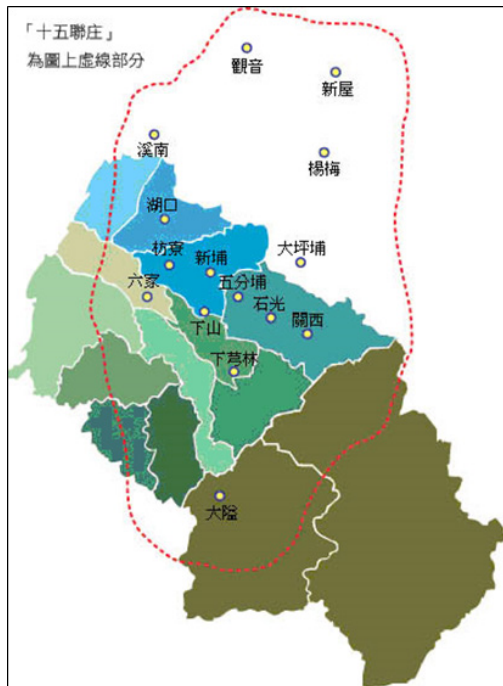 「十五聯庄」
為圖上虛線部分
觀音
新屋
溪南
楊梅
湖口
枋寮
新埔
大坪埔
六家
五分埔
石光
下山
關西
下芎林
大隘